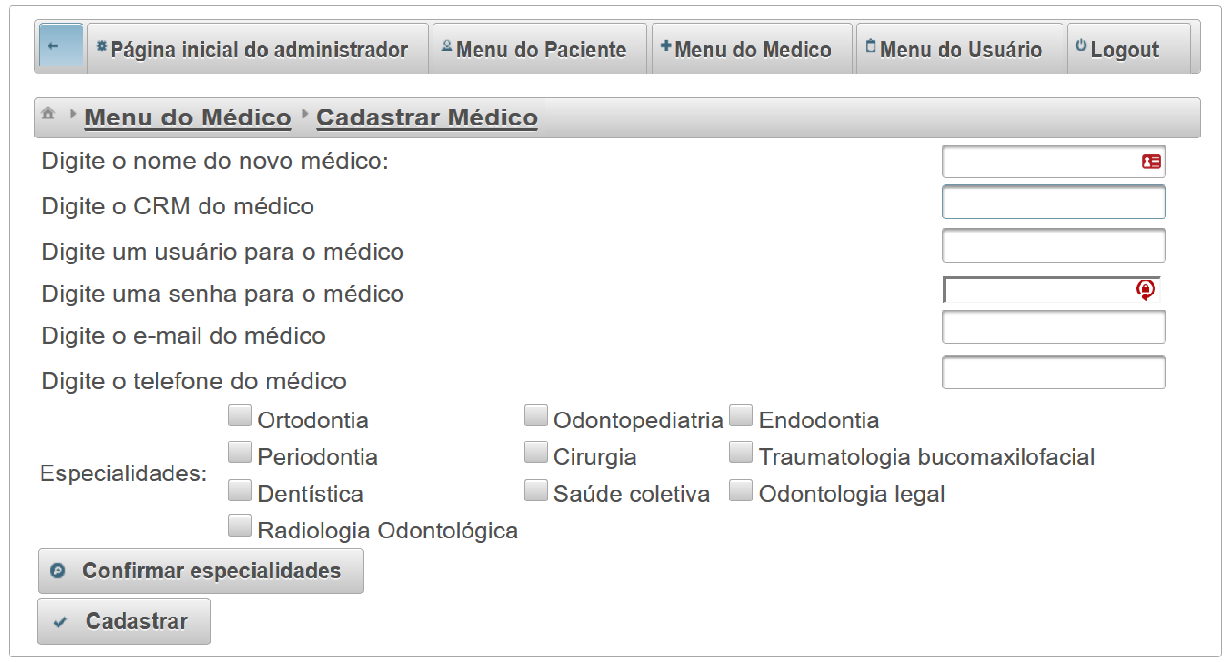 Página inicial do administrador Menu do Paciente Menu do Medico Menu do Usuário Logout
Menu do Médico Cadastrar Médico
Digite o nome do novo médico:
Digite o CRM do médico
Digite um usuário para o médico
Digite uma senha para o médico
Digite o e-mail do médico
Digite o telefone do médico
Ortodontia Odontopediatria Endodontia
Periodontia Cirurgia Traumatologia bucomaxilofacial
Especialidades:
Dentística Saúde coletiva Odontologia legal
Radiologia Odontológica
Confirmar especialidades
Cadastrar